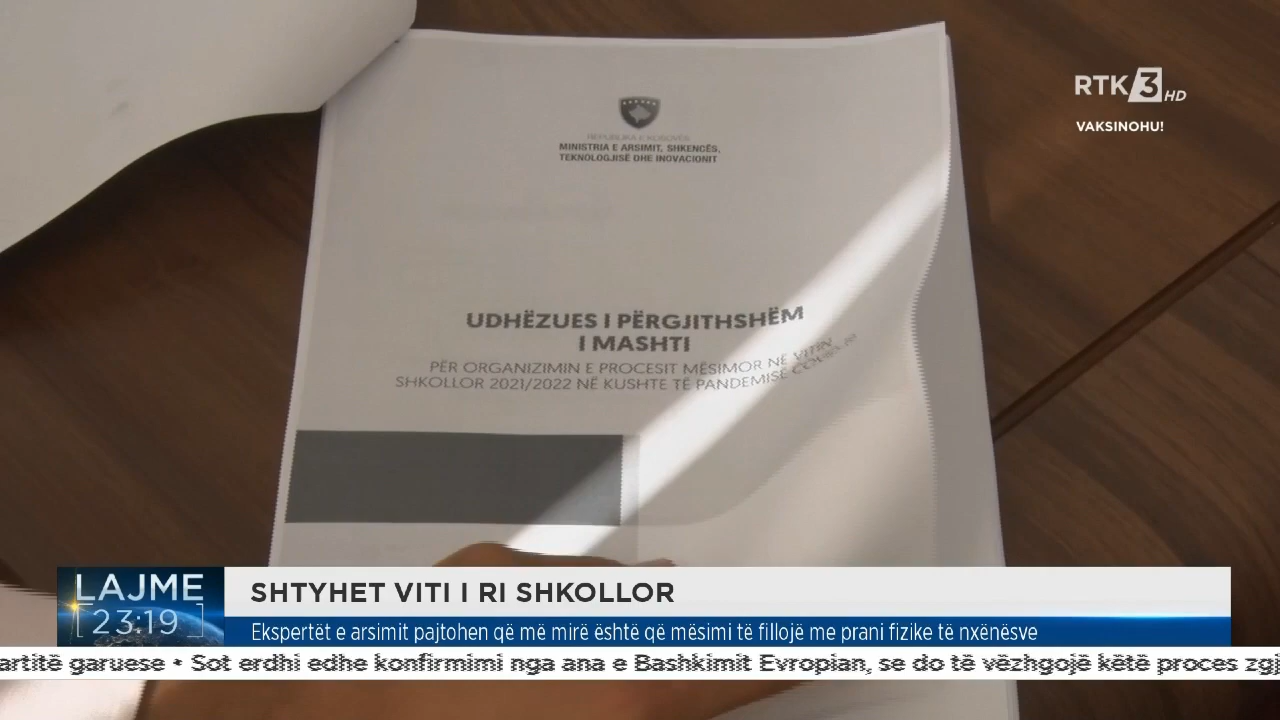 RTK 3 HD
VAKSINOHU!
REPUBLIKA E KOSOVËS
MINISTRIA E ARSIMIT, SHKENCËS,
TEKNOLOGJISË DHE INOVACIONIT
UDHËZUES I PËRGJITHSHËM
I MASHTI
PËR ORGANIZIMIN E PROCESIT MËSIMOR NË VITIN
SHKOLLOR 2021/2022 NË KUSHTE TË PANDEMISË
LAJME
23:19
SHTYHET VITI I RI SHKOLLOR
Ekspertët e arsimit pajtohen që më mirë është që mësimi të fillojë me prani fizike të nxënësve
artitë garuese • Sot erdhi edhe konfirmimi nga ana e Bashkimit Evropian, se do të vëzhgojë këtë proces zgj